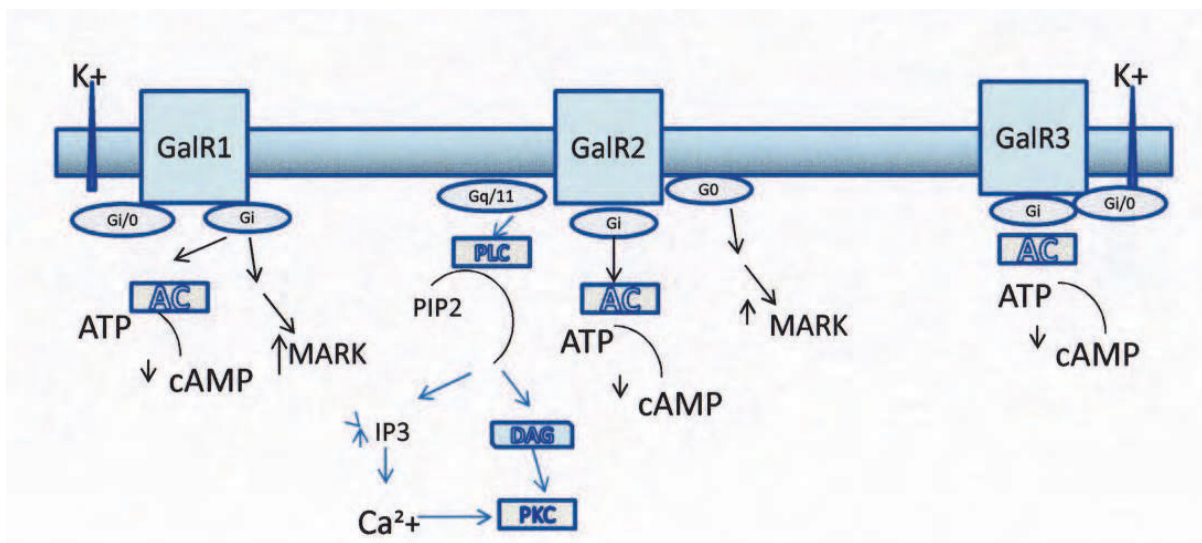 K+
GalR1
Gi/0
Gi
AC
ATP
cAMP
MARK
GalR2
Gq/11
PLC
PIP2
IP3
DAG
Ca²+
PKC
Gi
AC
ATP
cAMP
G0
MARK
GalR3
K+
Gi
Gi/0
AC
ATP
cAMP